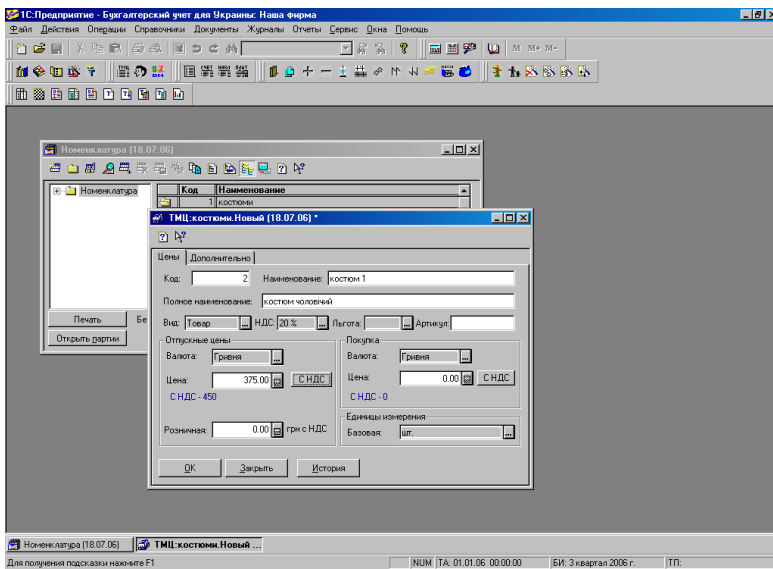 1С:Предприятие - Бухгалтерский учет для Украины: Наша фирма
Файл Действия Операции Справочники Документы Журналы Отчеты Сервис Окна Помощь
M M+ M-
Номенклатура (18.07.06)
Номенклатура
Код Наименование
1 костюми
ТМЦ:костюми.Новый (18.07.06) *
Цены Дополнительно
Код: 2 Наименование: костюм 1
Полное наименование: костюм чоловічий
Вид: Товар ... НДС: 20 % ... Льгота: ... Артикул:
Печать Бе
Открыть партии
Отпускные цены Покупка
Валюта: Гривня ... Валюта: Гривня ...
Цена: 375.00 С НДС Цена: 0.00 С НДС
С НДС - 450 С НДС - 0
Единицы измерения
Розничная: 0.00 грн с НДС Базовая: шт. ...
OK Закрыть История
Номенклатура (18.07.06) ТМЦ:костюми.Новый ...
Для получения подсказки нажмите F1 NUM TA: 01.01.06 00:00:00 БИ: 3 квартал 2006 г. ТП: